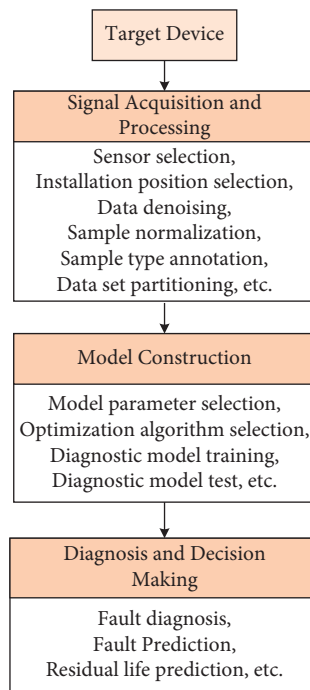 Target Device
Signal Acquisition and
Processing
Sensor selection,
Installation position selection,
Data denoising,
Sample normalization,
Sample type annotation,
Data set partitioning, etc.
Model Construction
Model parameter selection,
Optimization algorithm selection,
Diagnostic model training,
Diagnostic model test, etc.
Diagnosis and Decision
Making
Fault diagnosis,
Fault Prediction,
Residual life prediction, etc.